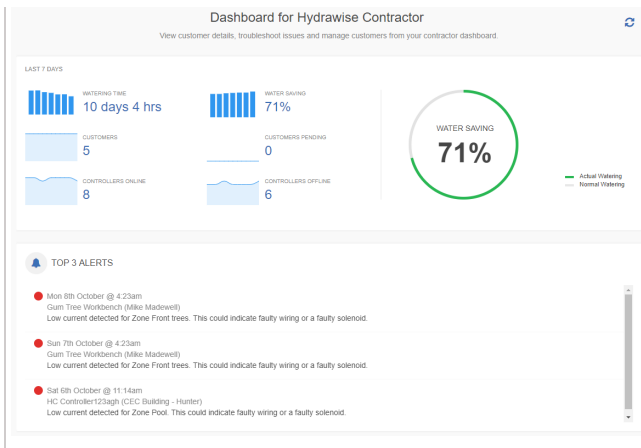 Dashboard for Hydrawise Contractor
View customer details, troubleshoot issues and manage customers from your contractor dashboard.
LAST 7 DAYS
WATERING TIME
10 days 4 hrs
WATER SAVING
71%
CUSTOMERS
5
CUSTOMERS PENDING
0
CONTROLLERS ONLINE
8
CONTROLLERS OFFLINE
6
WATER SAVING
71%
Actual Watering
Normal Watering
TOP 3 ALERTS
Mon 8th October @ 4:23am
Gum Tree Workbench (Mike Madewell)
Low current detected for Zone Front trees. This could indicate faulty wiring or a faulty solenoid.
Sun 7th October @ 4:23am
Gum Tree Workbench (Mike Madewell)
Low current detected for Zone Front trees. This could indicate faulty wiring or a faulty solenoid.
Sat 6th October @ 11:14am
HC Controller123agh (CEC Building - Hunter)
Low current detected for Zone Pool. This could indicate faulty wiring or a faulty solenoid.